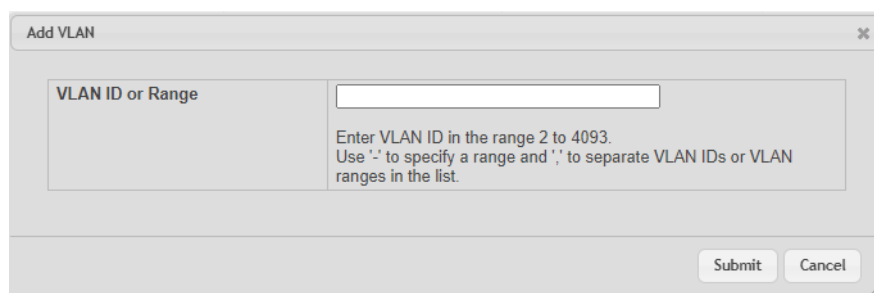 Add VLAN
VLAN ID or Range
Enter VLAN ID in the range 2 to 4093.
Use '-' to specify a range and ',' to separate VLAN IDs or VLAN
ranges in the list.
Submit
Cancel